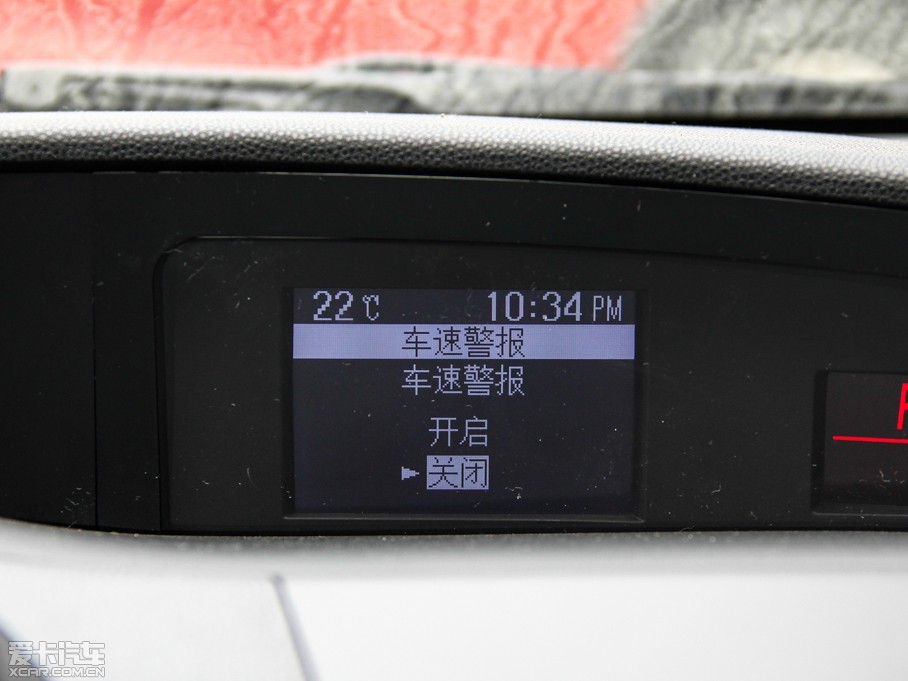 22℃ 10:34 PM
车速警报
车速警报
开启
►关闭
爱卡汽车
XCAR.COM.CN